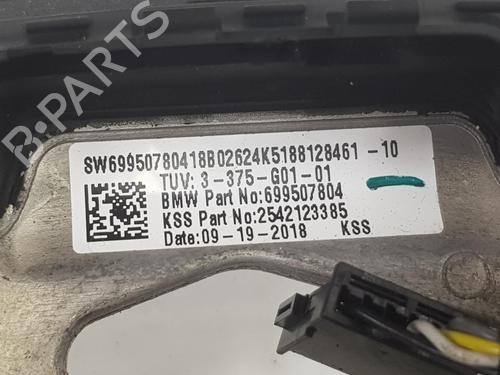 SW69950780418B02624K5188128461 -10
TUV: 3-375-G01-01
BMW Part No:699507804
KSS Part No:2542123385
Date:09-19-2018 KSS
B-PARTS